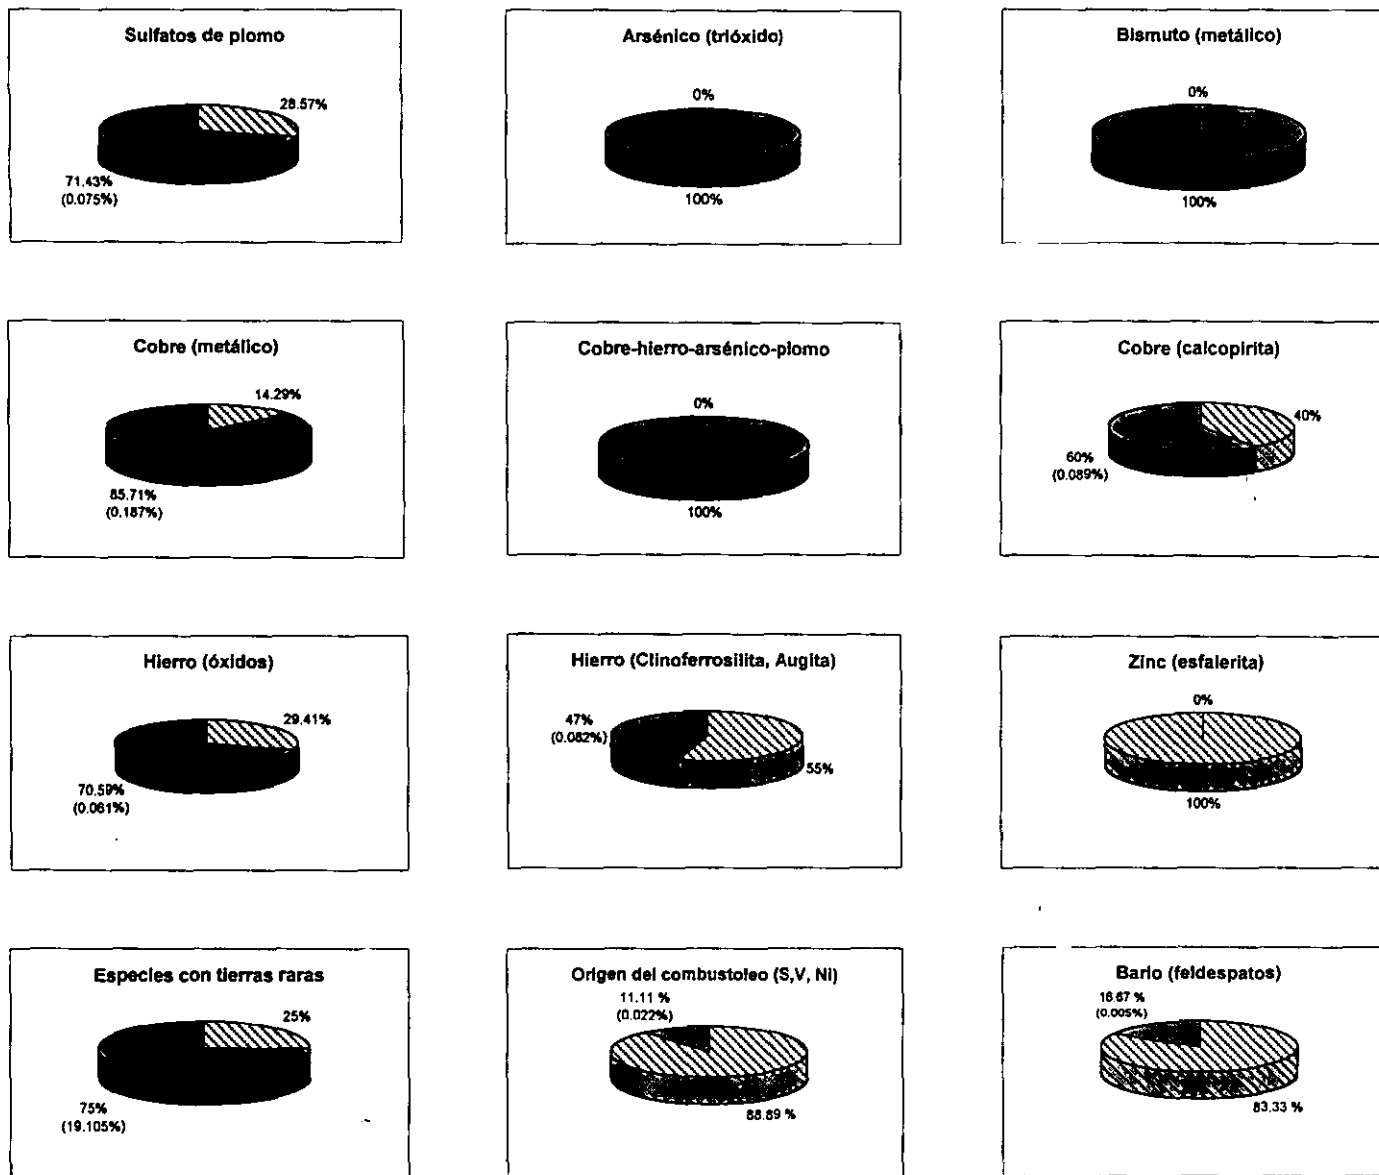 Sulfatos de plomo
28.57%
71.43%
(0.075%)
Arsénico (trióxido)
0%
100%
Bismuto (metálico)
0%
100%
Cobre (metálico)
14.29%
85.71%
(0.187%)
Cobre-hierro-arsénico-plomo
0%
100%
Cobre (calcopirita)
40%
60%
(0.089%)
Hierro (óxidos)
29.41%
70.59%
(0.061%)
Hierro (Clinoferrosilita, Augita)
47%
(0.082%)
55%
Zinc (esfalerita)
0%
100%
Especies con tierras raras
25%
75%
(19.105%)
Origen del combustoleo (S,V, Ni)
11.11 %
(0.022%)
88.89 %
Bario (feldespatos)
16.67 %
(0.005%)
83.33 %